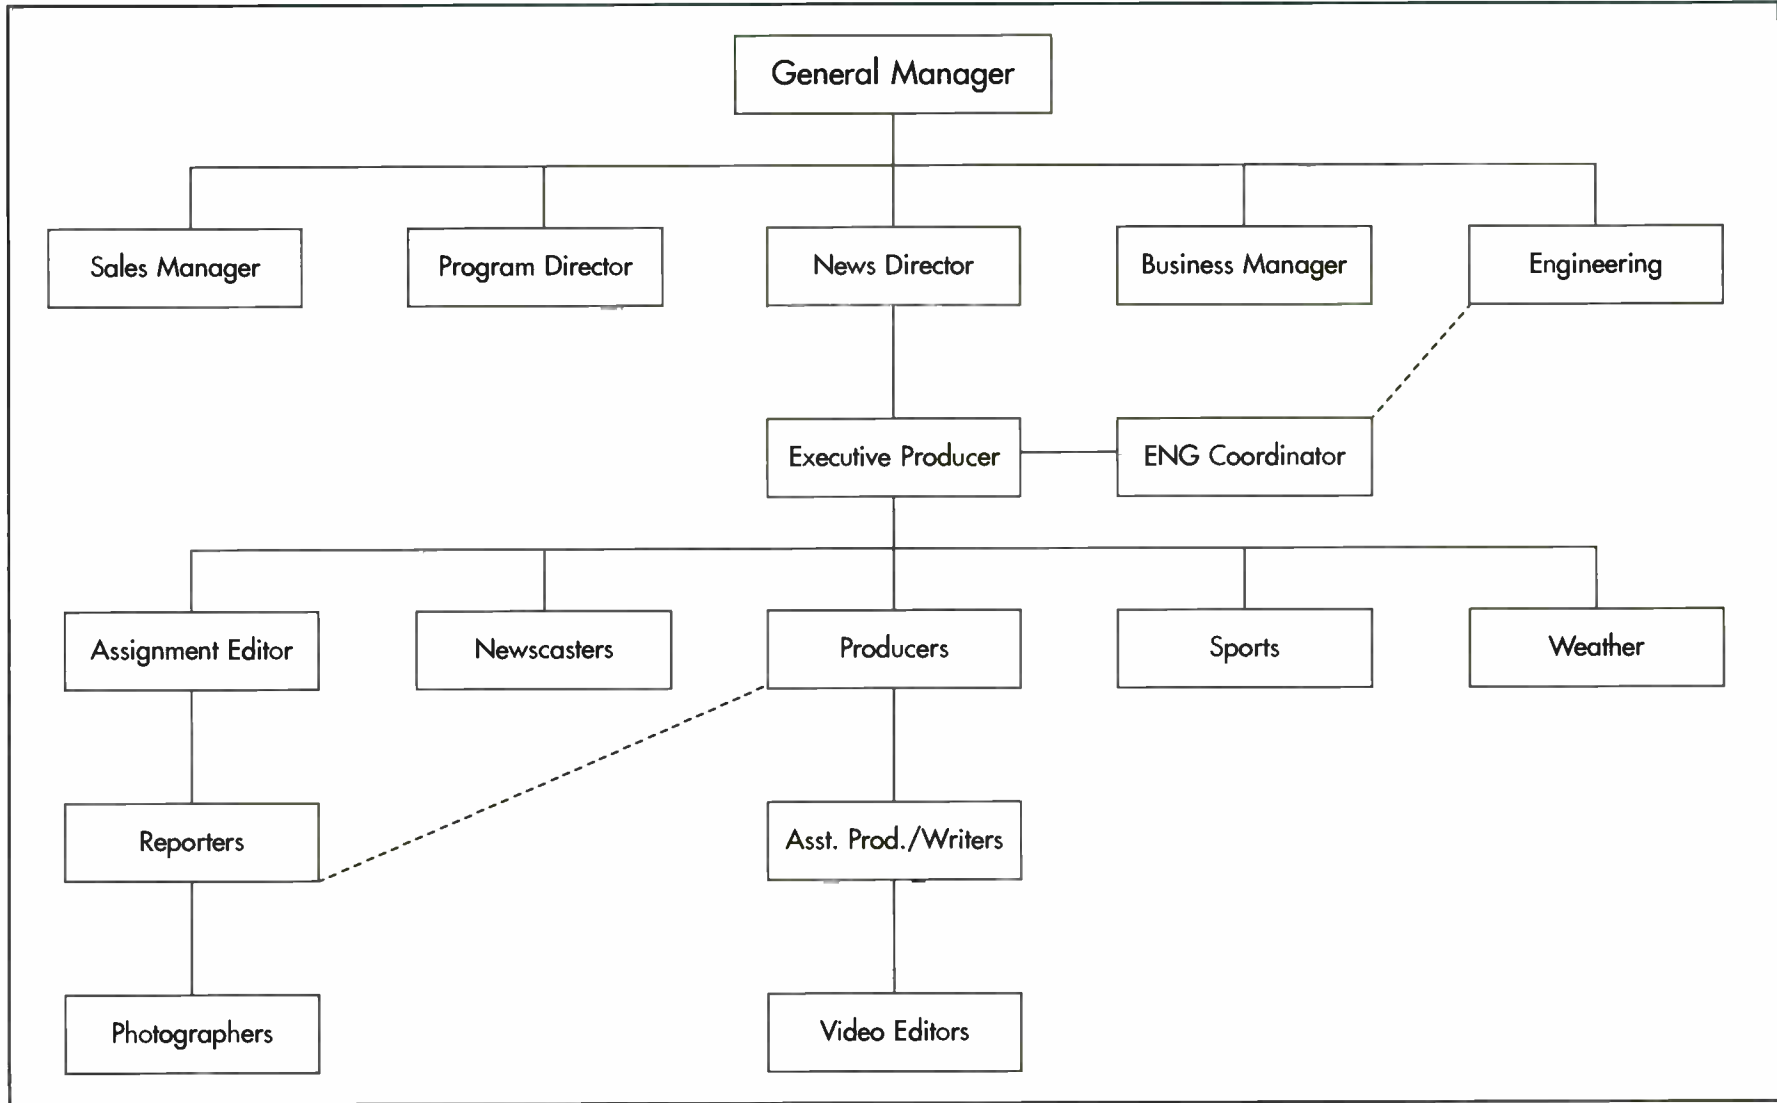 General Manager
Sales Manager
Program Director
News Director
Business Manager
Engineering
Executive Producer
ENG Coordinator
Assignment Editor
Newscasters
Producers
Sports
Weather
Reporters
Asst. Prod./Writers
Photographers
Video Editors